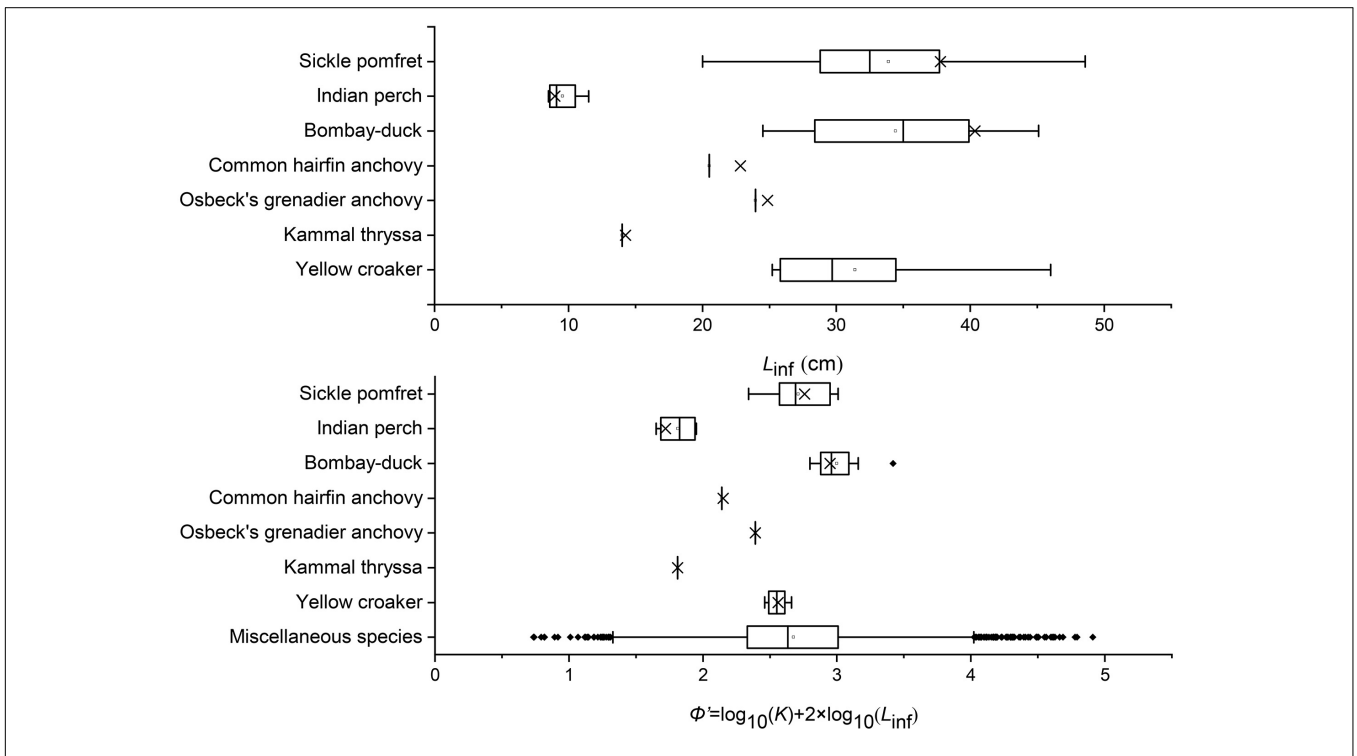 Sickle pomfret
Indian perch
Bombay-duck
Common hairfin anchovy
Osbeck's grenadier anchovy
Kammal thryssa
Yellow croaker
0 10 20 30 40 50
Linf (cm)
Sickle pomfret
Indian perch
Bombay-duck
Common hairfin anchovy
Osbeck's grenadier anchovy
Kammal thryssa
Yellow croaker
Miscellaneous species
0 1 2 3 4 5
Φ'=log10(K)+2×log10(Linf)